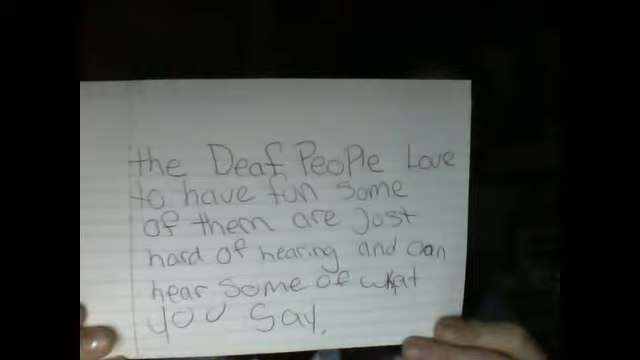 the Deaf People Love
to have fun some
of them are Just
hard of hearing and can
hear some of what
you say.